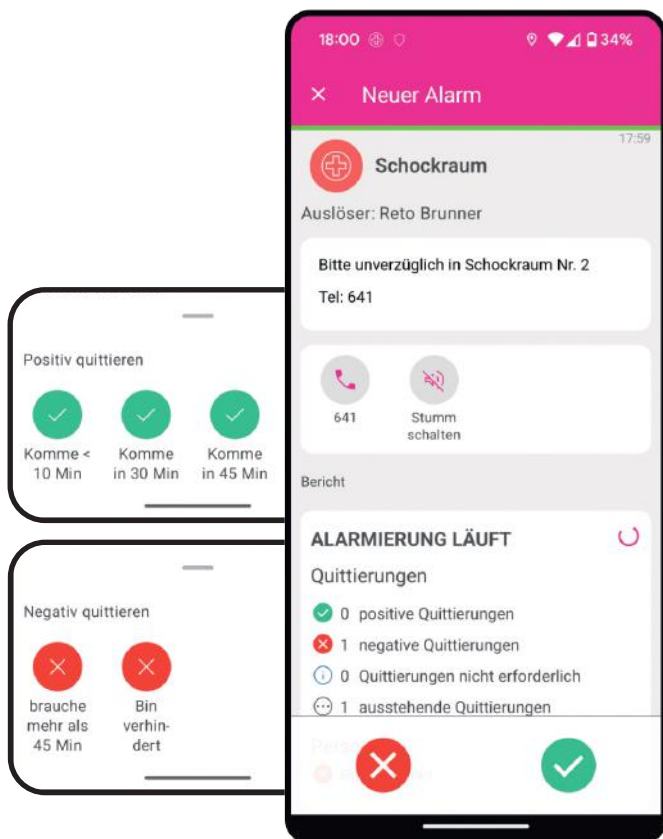 18:00
34%
Neuer Alarm
17:59
Schockraum
Auslöser: Reto Brunner
Bitte unverzüglich in Schockraum Nr. 2
Tel: 641
641
Stumm
schalten
Bericht
ALARMIERUNG LÄUFT
Quittierungen
0 positive Quittierungen
1 negative Quittierungen
0 Quittierungen nicht erforderlich
1 ausstehende Quittierungen
Positiv quittieren
Komme <
10 Min
Komme
in 30 Min
Komme
in 45 Min
Negativ quittieren
brauche
mehr als
45 Min
Bin
verhin-
dert